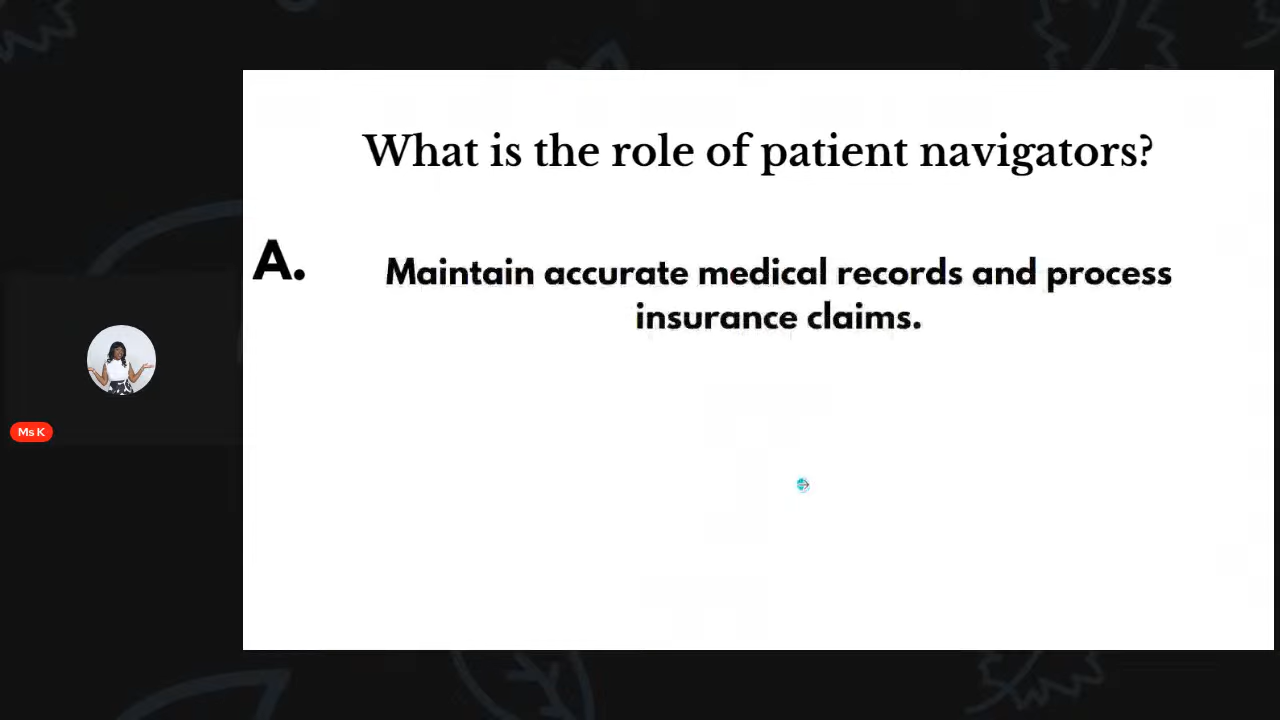 What is the role of patient navigators?
A.
Maintain accurate medical records and process
insurance claims.
Ms K